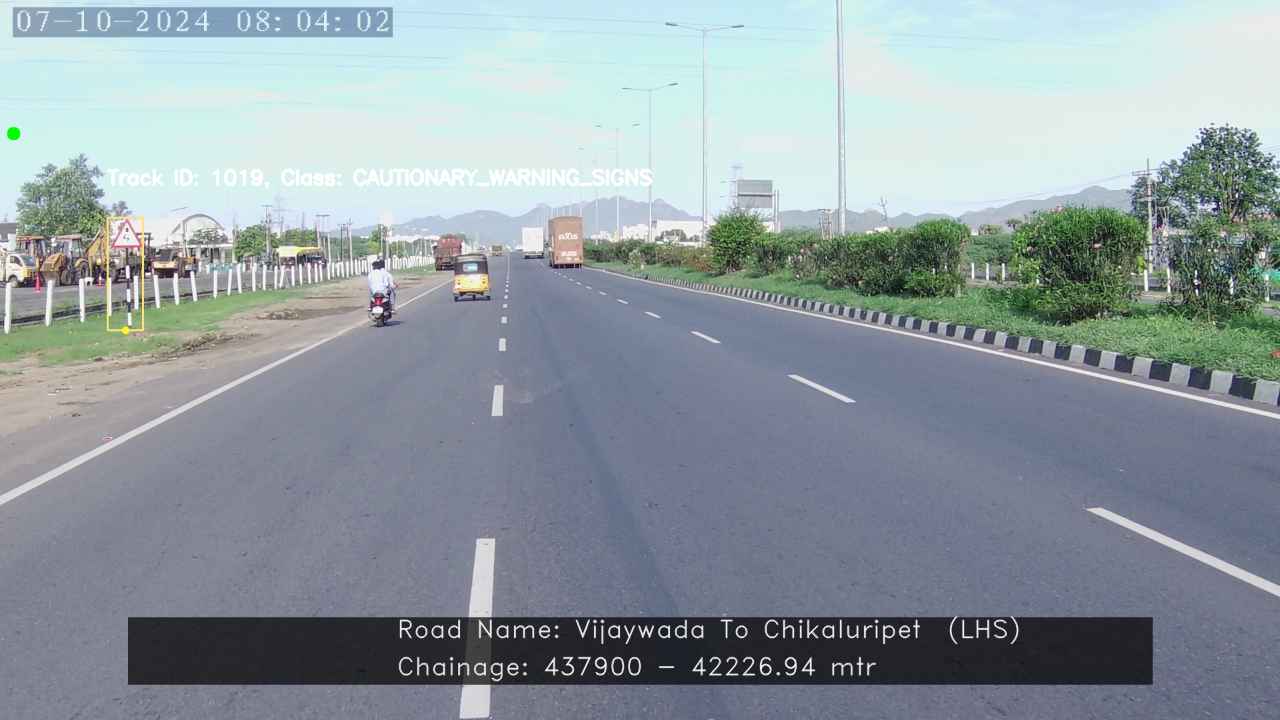 07-10-2024 08:04:02
Track ID: 1019, Class: CAUTIONARY_WARNING_SIGNS
AXIS
Road Name: Vijaywada To Chikaluripet (LHS)
Chainage: 437900 - 42226.94 mtr